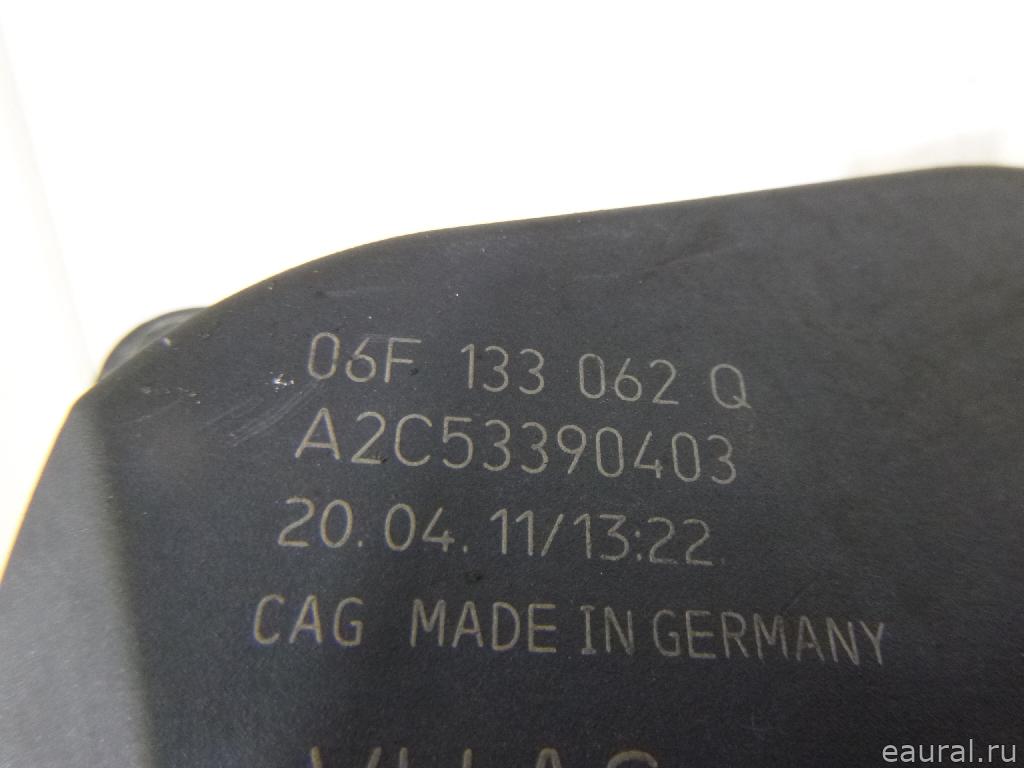 06F 133 062 Q
A2C53390403
20.04.11/13:22
CAG MADE IN GERMANY
eaural.ru